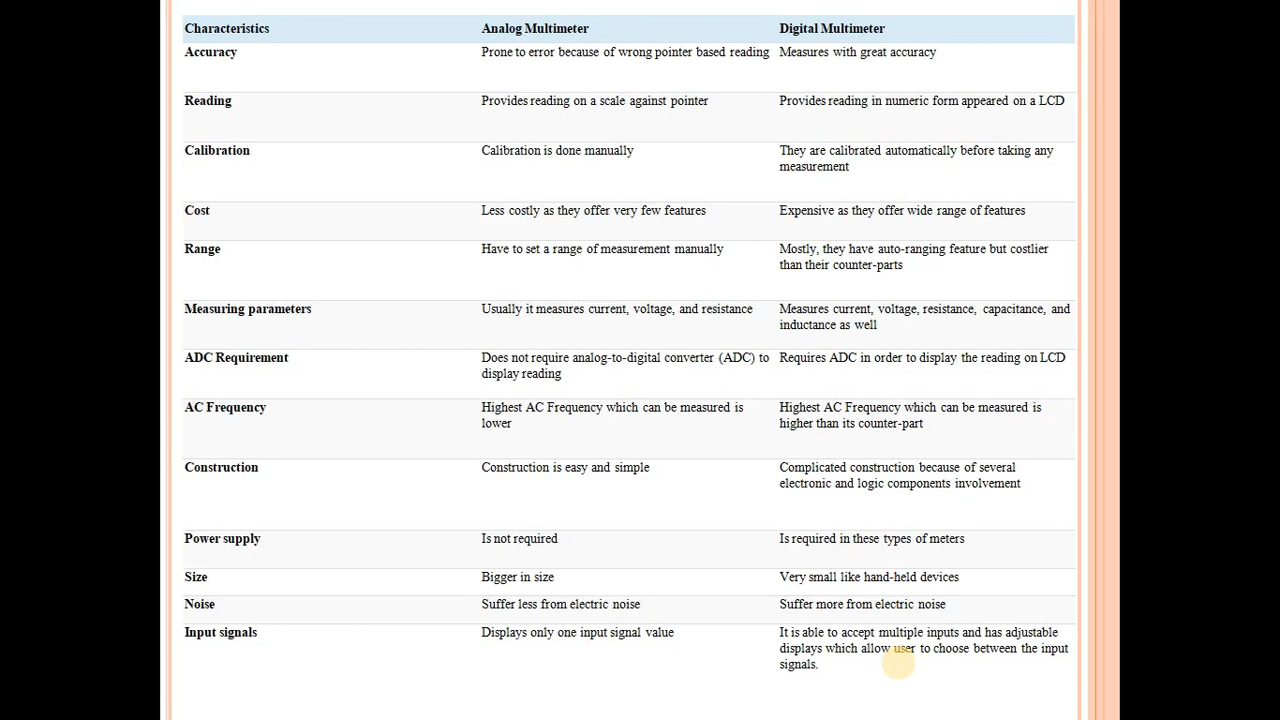 Characteristics Analog Multimeter Digital Multimeter
Accuracy Prone to error because of wrong pointer based reading Measures with great accuracy
Reading Provides reading on a scale against pointer Provides reading in numeric form appeared on a LCD
Calibration Calibration is done manually They are calibrated automatically before taking any
measurement
Cost Less costly as they offer very few features Expensive as they offer wide range of features
Range Have to set a range of measurement manually Mostly, they have auto-ranging feature but costlier
than their counter-parts
Measuring parameters Usually it measures current, voltage, and resistance Measures current, voltage, resistance, capacitance, and
inductance as well
ADC Requirement Does not require analog-to-digital converter (ADC) to Requires ADC in order to display the reading on LCD
display reading
AC Frequency Highest AC Frequency which can be measured is Highest AC Frequency which can be measured is
lower higher than its counter-part
Construction Construction is easy and simple Complicated construction because of several
electronic and logic components involvement
Power supply Is not required Is required in these types of meters
Size Bigger in size Very small like hand-held devices
Noise Suffer less from electric noise Suffer more from electric noise
Input signals Displays only one input signal value It is able to accept multiple inputs and has adjustable
displays which allow user to choose between the input
signals.